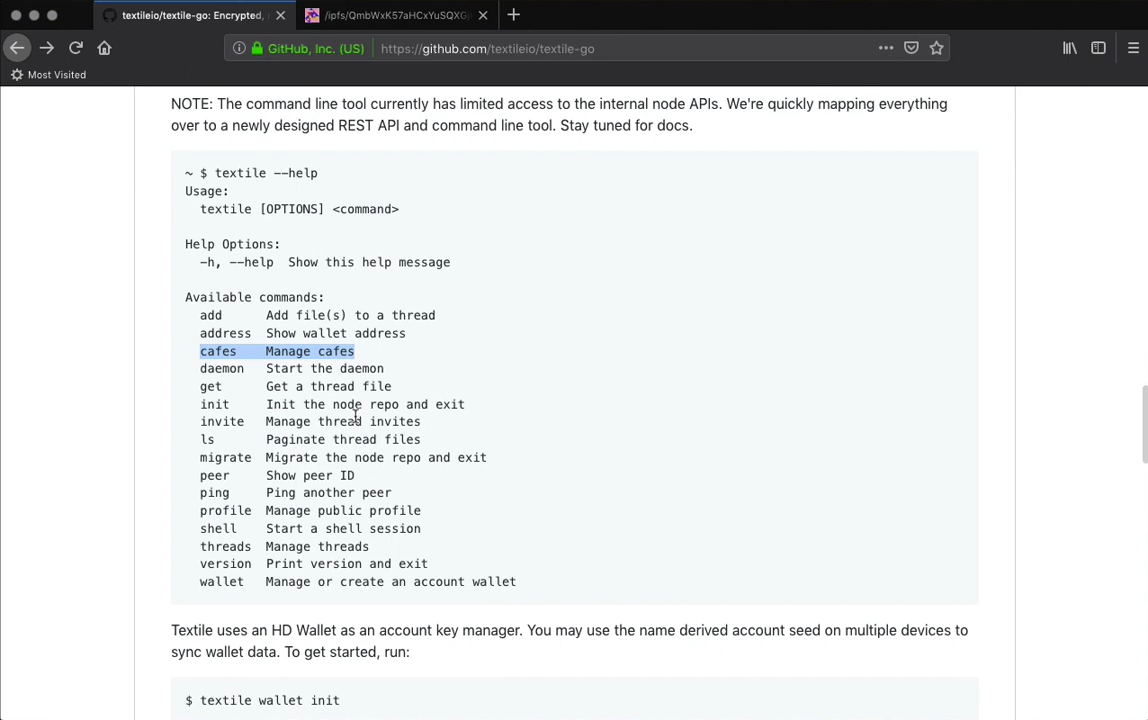 textileio/textile-go: Encrypted,
/ipfs/QmbWxK57aHCxYuSQXG
GitHub, Inc. (US) https://github.com/textileio/textile-go
Most Visited
NOTE: The command line tool currently has limited access to the internal node APIs. We're quickly mapping everything
over to a newly designed REST API and command line tool. Stay tuned for docs.
~ $ textile --help
Usage:
textile [OPTIONS] <command>
Help Options:
-h, --help Show this help message
Available commands:
add Add file(s) to a thread
address Show wallet address
cafes Manage cafes
daemon Start the daemon
get Get a thread file
init Init the node repo and exit
invite Manage thread invites
ls Paginate thread files
migrate Migrate the node repo and exit
peer Show peer ID
ping Ping another peer
profile Manage public profile
shell Start a shell session
threads Manage threads
version Print version and exit
wallet Manage or create an account wallet
Textile uses an HD Wallet as an account key manager. You may use the name derived account seed on multiple devices to
sync wallet data. To get started, run:
$ textile wallet init